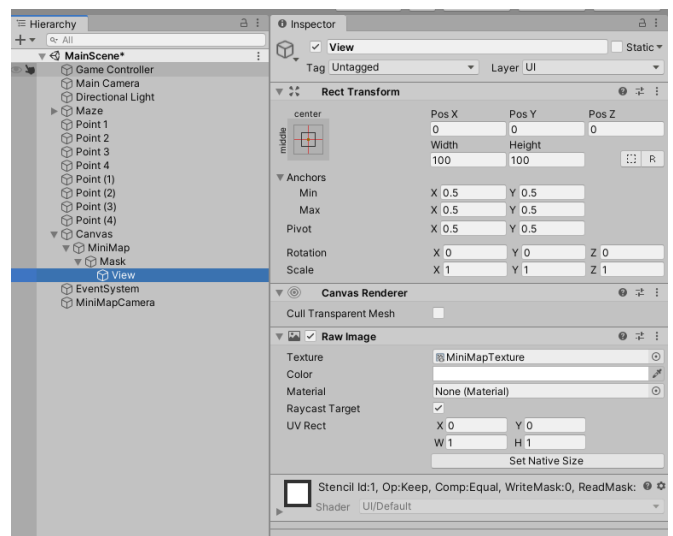 Hierarchy
All
MainScene*
Game Controller
Main Camera
Directional Light
Maze
Point 1
Point 2
Point 3
Point 4
Point (1)
Point (2)
Point (3)
Point (4)
Canvas
MiniMap
Mask
View
EventSystem
MiniMapCamera
Inspector
View Static
Tag Untagged Layer UI
Rect Transform
center
middle
Pos X Pos Y Pos Z
0 0 0
Width Height
100 100 R
Anchors
Min X 0.5 Y 0.5
Max X 0.5 Y 0.5
Pivot X 0.5 Y 0.5
Rotation X 0 Y 0 Z 0
Scale X 1 Y 1 Z 1
Canvas Renderer
Cull Transparent Mesh
Raw Image
Texture MiniMapTexture
Color
Material None (Material)
Raycast Target
UV Rect X 0 Y 0
W 1 H 1
Set Native Size
Stencil Id:1, Op:Keep, Comp:Equal, WriteMask:0, ReadMask:
Shader UI/Default